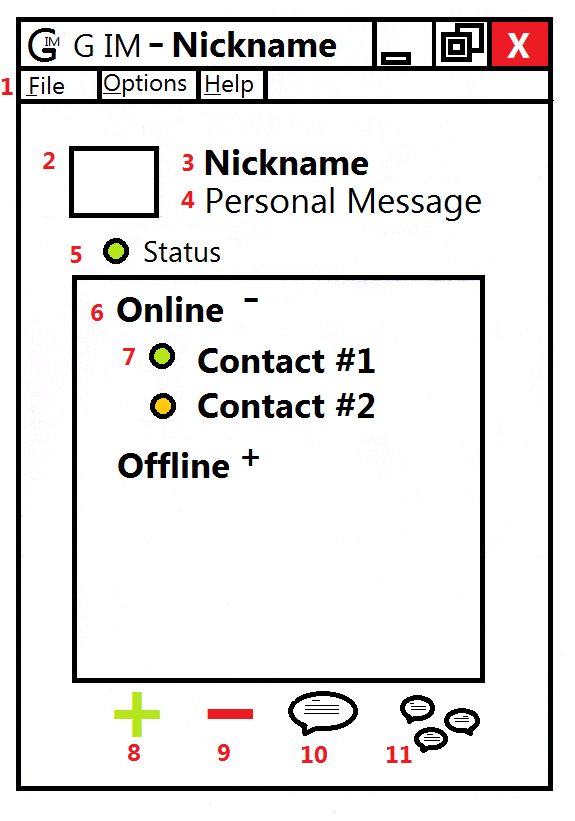 GIM G IM - Nickname X
1 File Options Help
2
3 Nickname
4 Personal Message
5 Status
6 Online -
7 Contact #1
Contact #2
Offline +
8 9 10 11